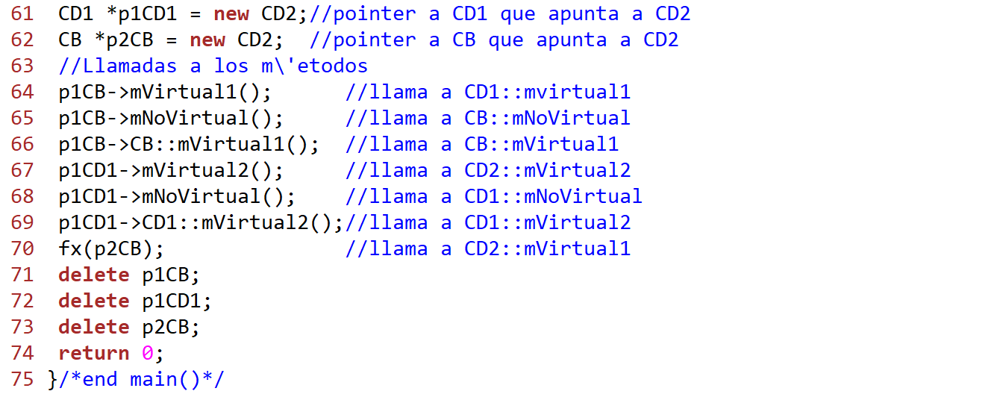 61  CD1 *p1CD1 = new CD2;//pointer a CD1 que apunta a CD2
62  CB *p2CB = new CD2;  //pointer a CB que apunta a CD2
63  //Llamadas a los m\'etodos
64  p1CB->mVirtual1();      //llama a CD1::mvirtual1
65  p1CB->mNoVirtual();     //llama a CB::mNoVirtual
66  p1CB->CB::mVirtual1();  //llama a CB::mVirtual1
67  p1CD1->mVirtual2();     //llama a CD2::mVirtual2
68  p1CD1->mNoVirtual();    //llama a CD1::mNoVirtual
69  p1CD1->CD1::mVirtual2();//llama a CD1::mVirtual2
70  fx(p2CB);               //llama a CD2::mVirtual1
71  delete p1CB;
72  delete p1CD1;
73  delete p2CB;
74  return 0;
75 }/*end main()*/